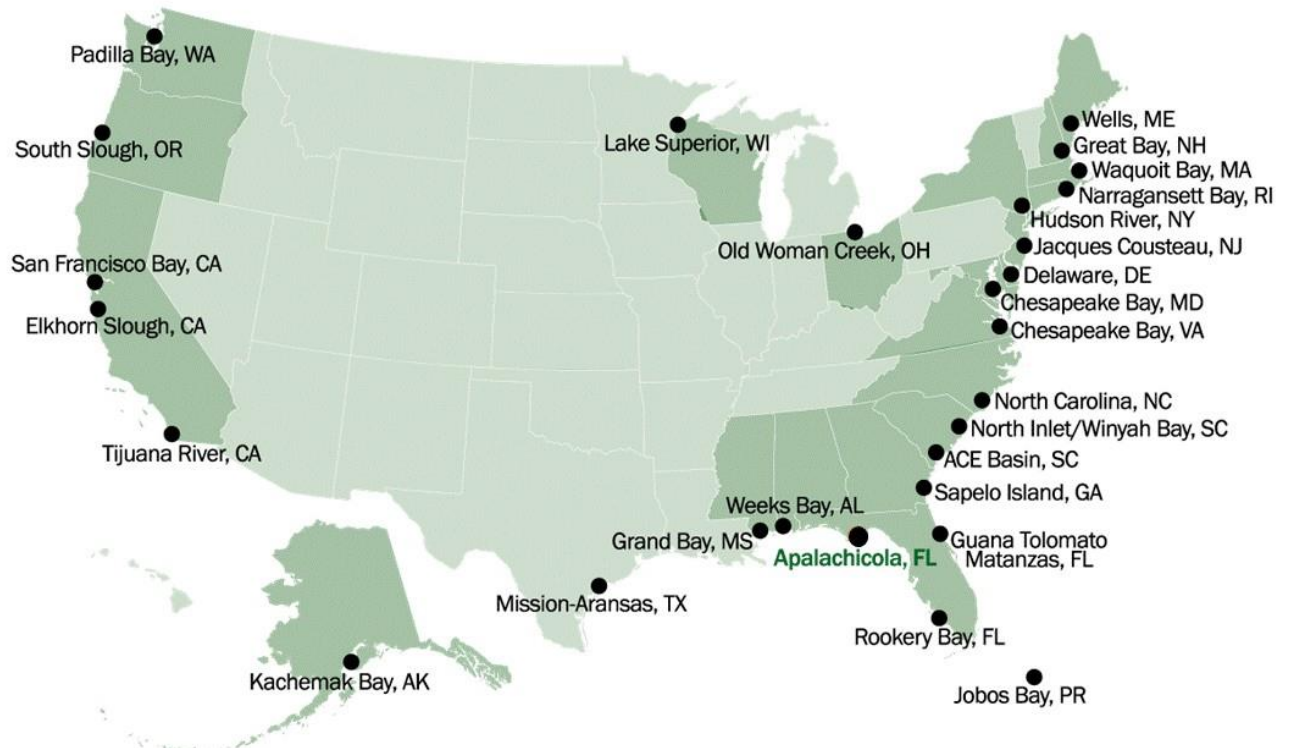 Padilla Bay, WA
South Slough, OR
San Francisco Bay, CA
Elkhorn Slough, CA
Tijuana River, CA
Kachemak Bay, AK
Lake Superior, WI
Old Woman Creek, OH
Wells, ME
Great Bay, NH
Waquoit Bay, MA
Narragansett Bay, RI
Hudson River, NY
Jacques Cousteau, NJ
Delaware, DE
Chesapeake Bay, MD
Chesapeake Bay, VA
North Carolina, NC
North Inlet/Winyah Bay, SC
ACE Basin, SC
Sapelo Island, GA
Weeks Bay, AL
Grand Bay, MS
Apalachicola, FL
Guana Tolomato
Matanzas, FL
Mission-Aransas, TX
Rookery Bay, FL
Jobos Bay, PR